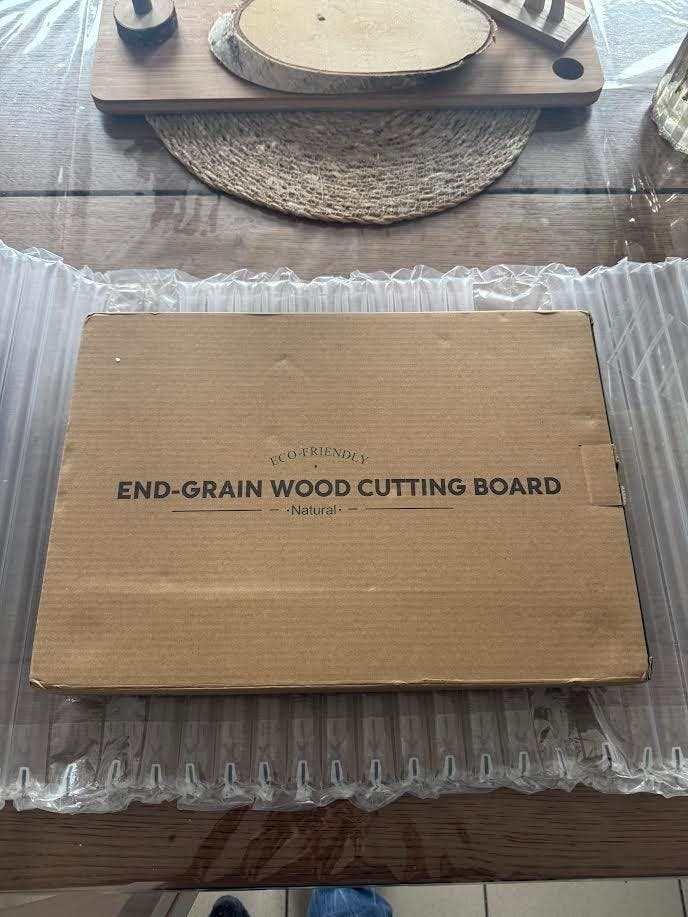 ECO-FRIENDLY
END-GRAIN WOOD CUTTING BOARD
·Natural·